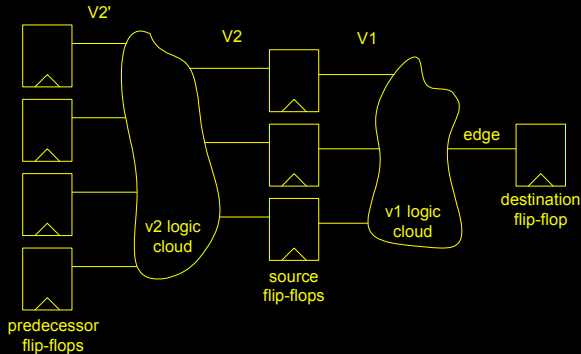 V2'
V2
V1
edge
v2 logic
cloud
v1 logic
cloud
destination
flip-flop
source
flip-flops
predecessor
flip-flops